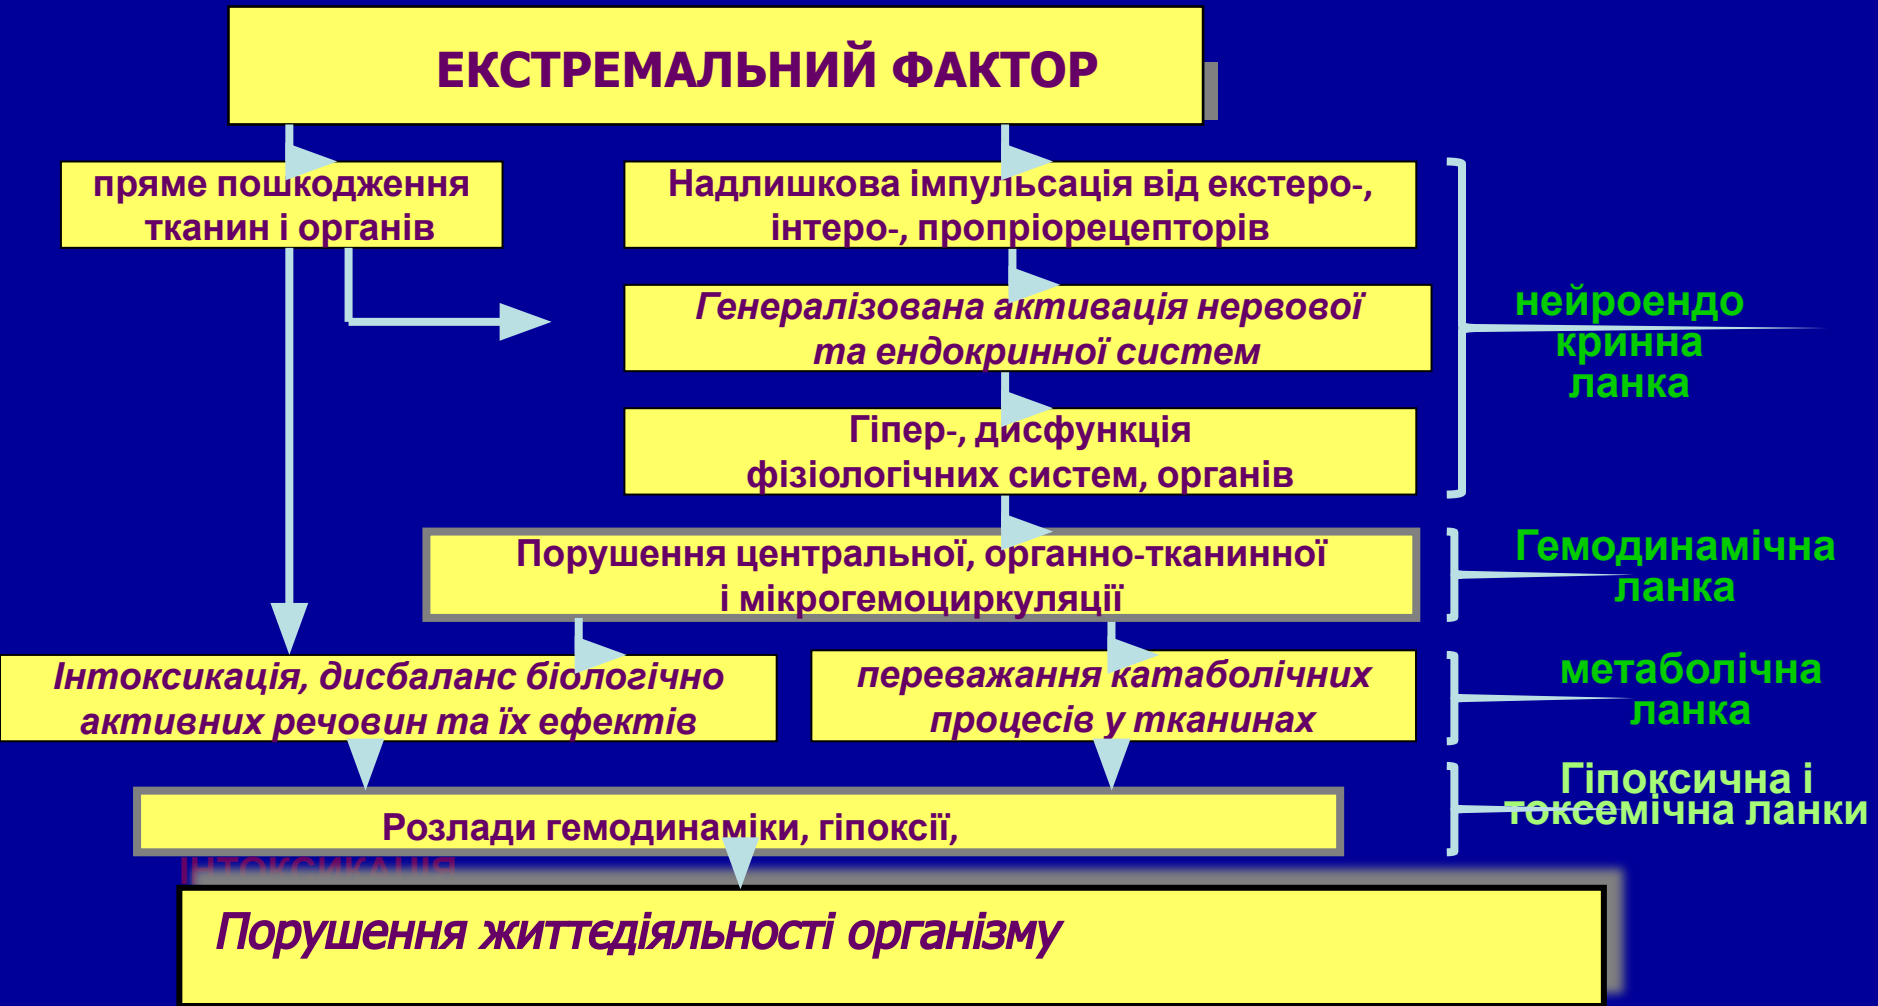 ЕКСТРЕМАЛЬНИЙ ФАКТОР
пряме пошкодження
тканин і органів
Надлишкова імпульсація від екстеро-,
інтеро-, пропріорецепторів
Генералізована активація нервової
та ендокринної систем
Гіпер-, дисфункція
фізіологічних систем, органів
нейроендо
кринна
ланка
Порушення центральної, органно-тканинної
і мікрогемоциркуляції
Гемодинамічна
ланка
Інтоксикація, дисбаланс біологічно
активних речовин та їх ефектів
переважання катаболічних
процесів у тканинах
метаболічна
ланка
Розлади гемодинаміки, гіпоксії,
інтоксикація
Гіпоксична і
токсемічна ланки
Порушення життєдіяльності організму